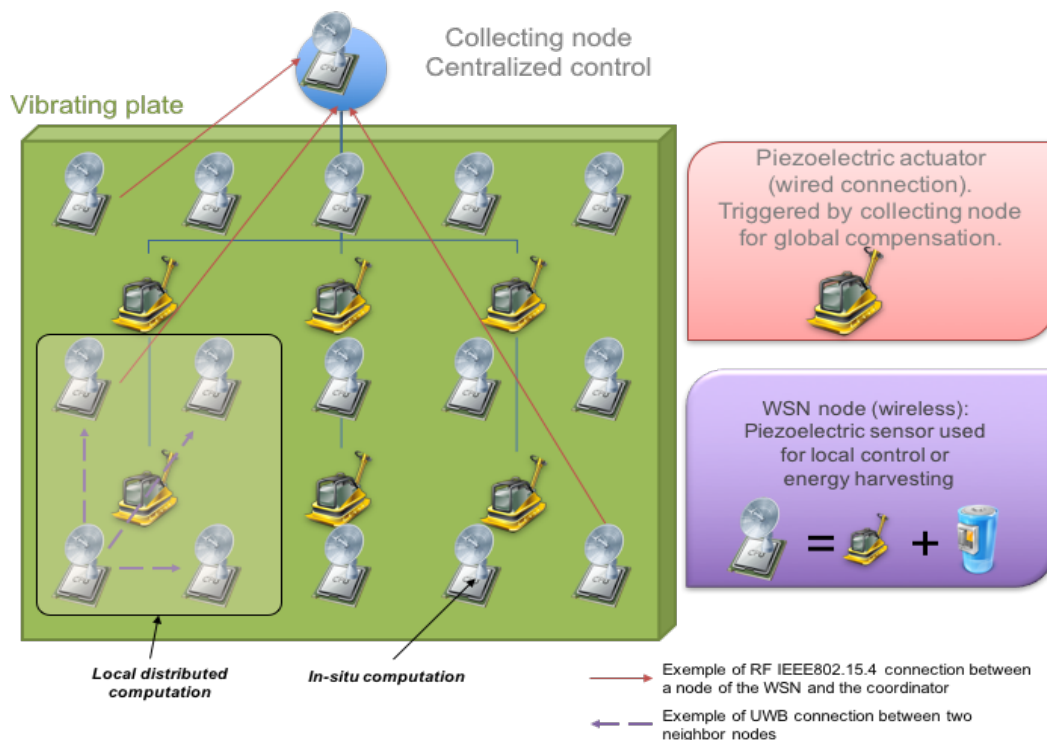 Collecting node
Centralized control
Vibrating plate
Piezoelectric actuator
(wired connection).
Triggered by collecting node
for global compensation.
WSN node (wireless):
Piezoelectric sensor used
for local control or
energy harvesting
= +
Local distributed
computation
In-situ computation
Exemple of RF IEEE802.15.4 connection between
a node of the WSN and the coordinator
Exemple of UWB connection between two
neighbor nodes